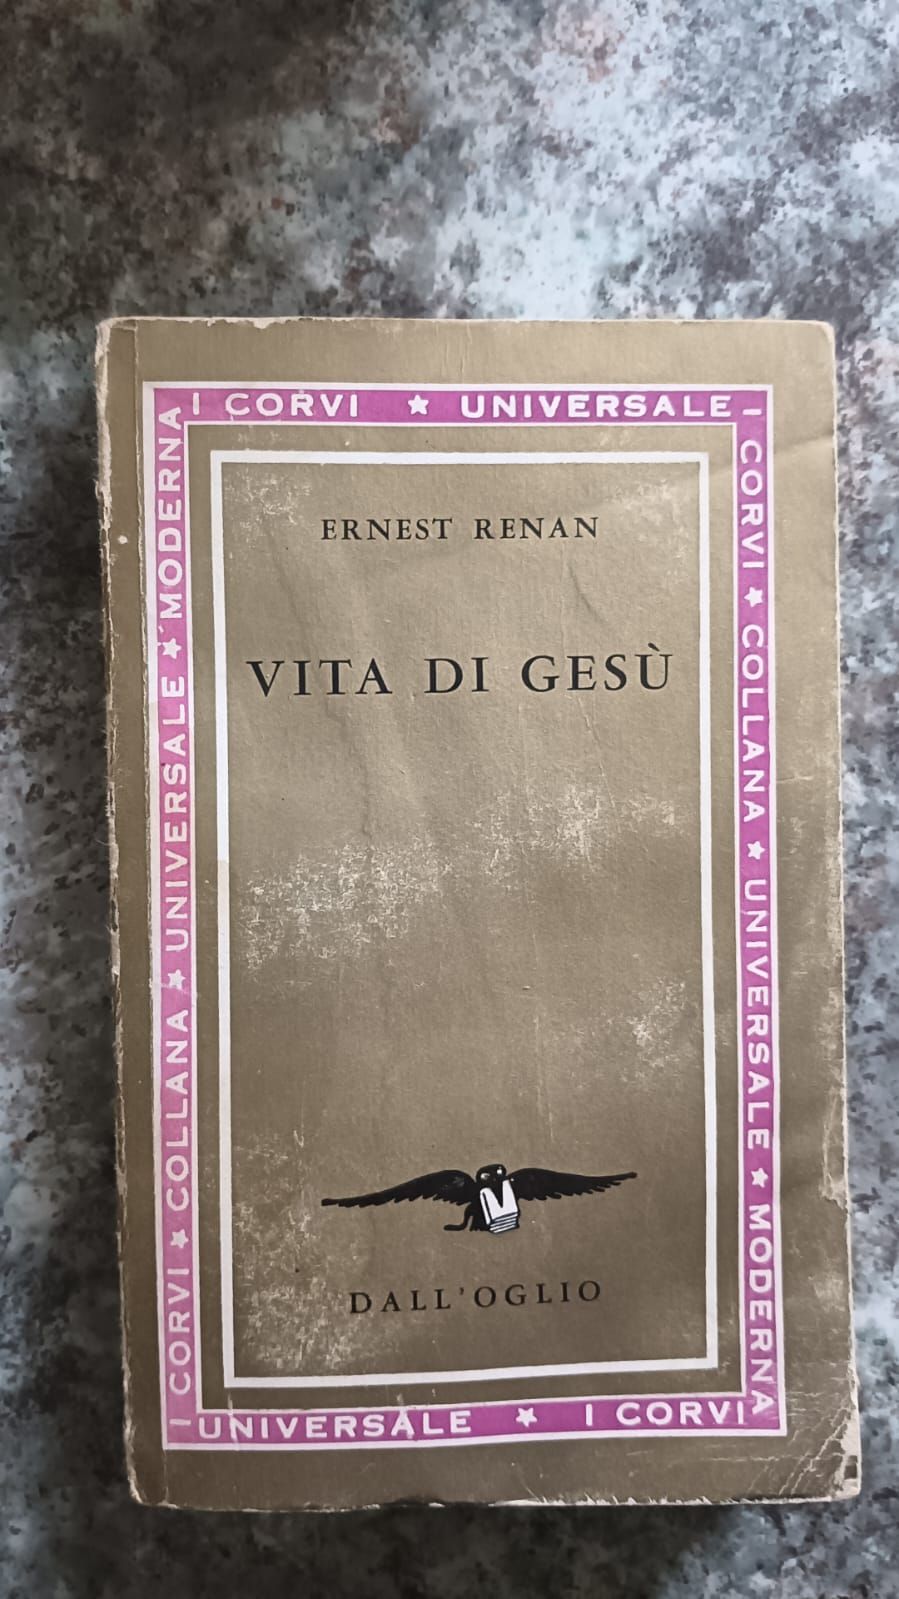 I CORVI ★ UNIVERSALE
I CORVI ★ COLLANA ★ UNIVERSALE ★ MODERNA
I CORVI ★ COLLANA ★ UNIVERSALE ★ MODERNA
ERNEST RENAN
VITA DI GESÙ
DALL'OGLIO
UNIVERSALE ★ I CORVI